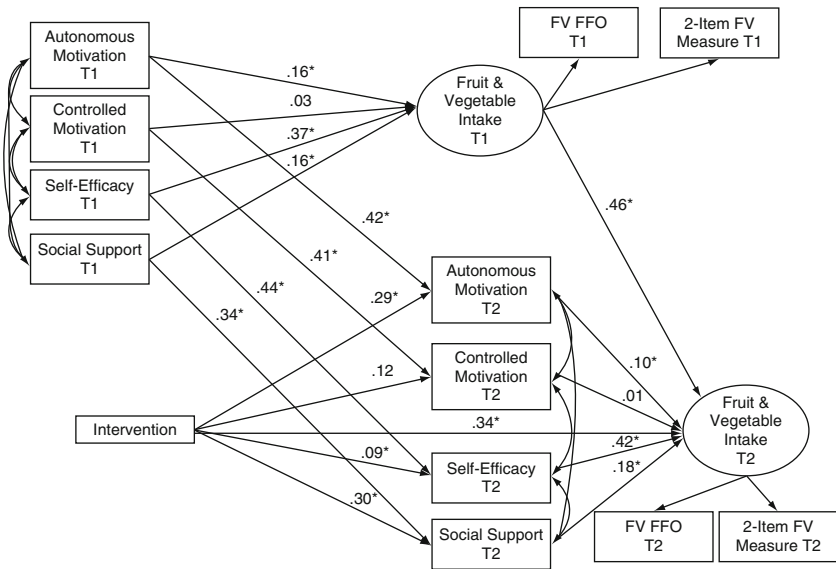 Autonomous
Motivation
T1
Controlled
Motivation
T1
Self-Efficacy
T1
Social Support
T1
.16*
.03
.37*
.16*
Fruit &
Vegetable
Intake
T1
FV FFO
T1
2-Item FV
Measure T1
.46*
.42*
.41*
.44*
.34*
.29*
.12
.34*
.09*
.30*
Intervention
Autonomous
Motivation
T2
Controlled
Motivation
T2
Self-Efficacy
T2
Social Support
T2
.10*
.01
.42*
.18*
Fruit &
Vegetable
Intake
T2
FV FFO
T2
2-Item FV
Measure T2